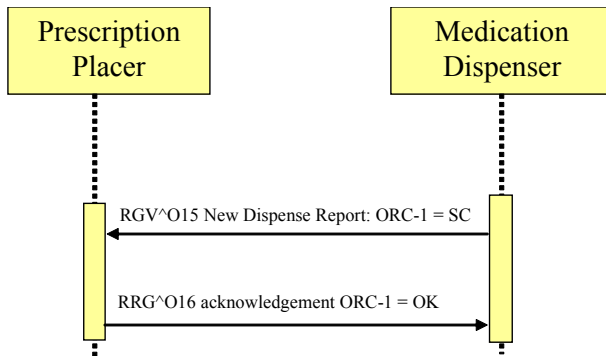 Prescription
Placer
Medication
Dispenser
RGV^O15 New Dispense Report: ORC-1 = SC
RRG^O16 acknowledgement ORC-1 = OK